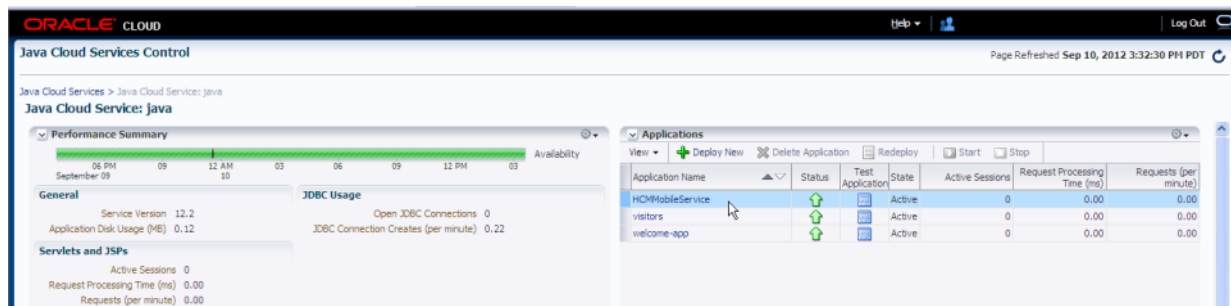 ORACLE CLOUD
Help
Log Out
Java Cloud Services Control
Page Refreshed Sep 10, 2012 3:32:30 PM PDT
Java Cloud Services > Java Cloud Service: java
Java Cloud Service: java
Performance Summary
Availability
06 PM 09 12 AM 03 06 09 12 PM 03
September 09 10
General
Service Version 12.2
Application Disk Usage (MB) 0.12
JDBC Usage
Open JDBC Connections 0
JDBC Connection Creates (per minute) 0.22
Servlets and JSPs
Active Sessions 0
Request Processing Time (ms) 0.00
Requests (per minute) 0.00
Applications
View Deploy New Delete Application Redeploy Start Stop
Application Name Status Test Application State Active Sessions Request Processing Time (ms) Requests (per minute)
HCMMobileService Active 0 0.00 0.00
visitors Active 0 0.00 0.00
welcome-app Active 0 0.00 0.00